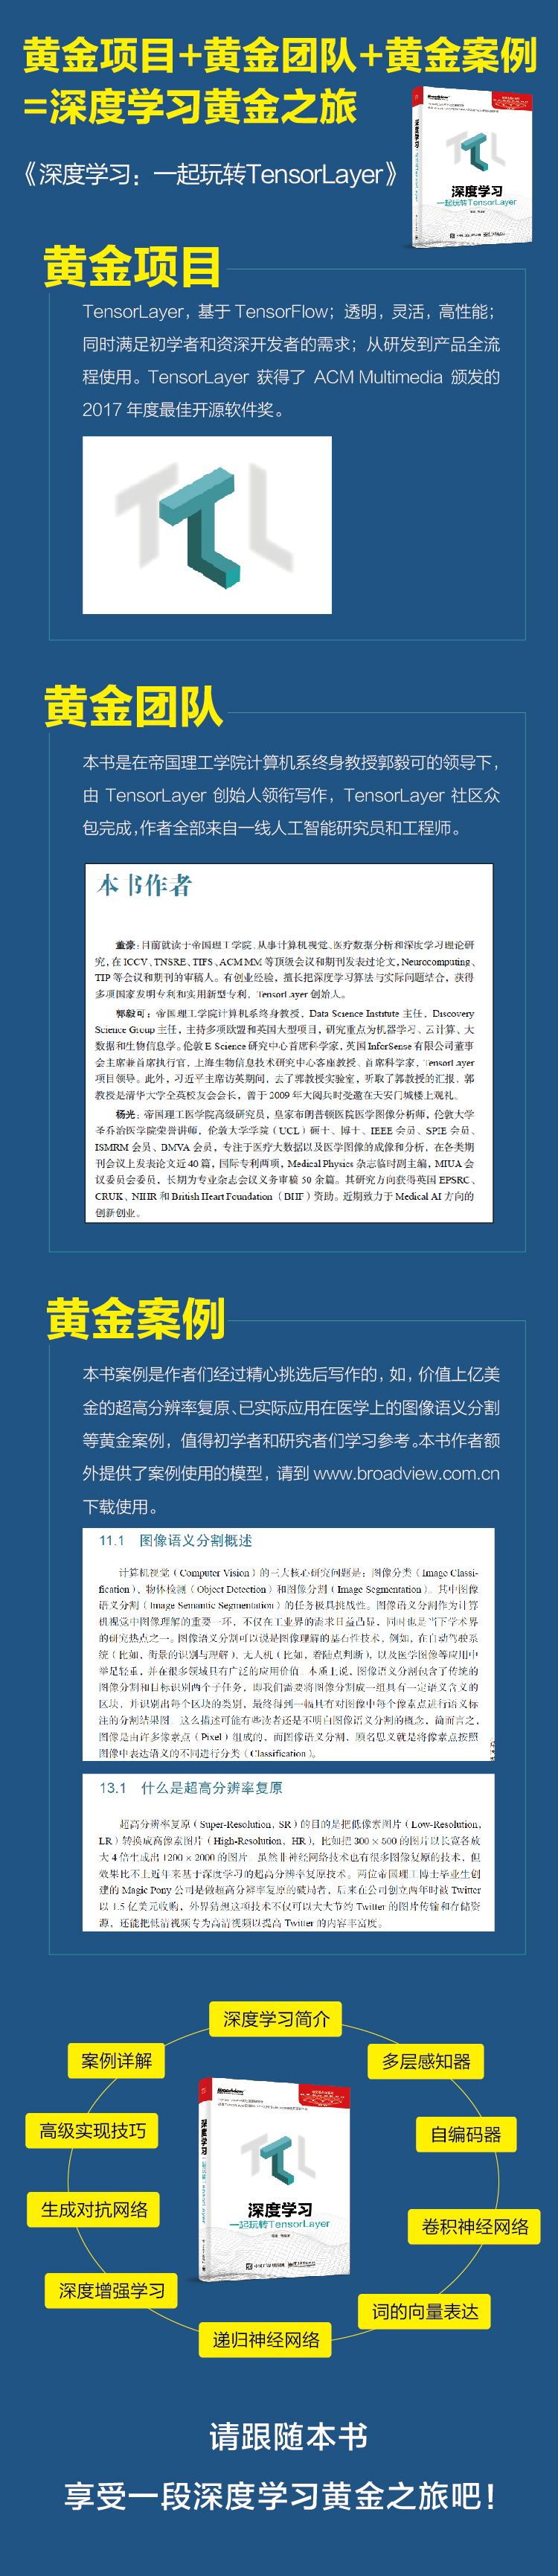 黄金项目+黄金团队+黄金案例
=深度学习黄金之旅
《深度学习：一起玩转TensorLayer》
深度学习
一起玩转TensorLayer
黄金项目
TensorLayer，基于 TensorFlow；透明，灵活，高性能；
同时满足初学者和资深开发者的需求；从研发到产品全流
程使用。TensorLayer 获得了 ACM Multimedia 颁发的
2017 年度最佳开源软件奖。
黄金团队
本书是在帝国理工学院计算机系终身教授郭毅可的领导下，
由 TensorLayer 创始人领衔写作，TensorLayer 社区众
包完成，作者全部来自一线人工智能研究员和工程师。
本书作者
董豪：目前就读于帝国理工学院，从事计算机视觉、医疗数据分析和深度学习理论研
究，在 ICCV、TNSRE、TIFS、ACM MM 等顶级会议和期刊发表过论文，Neurocomputing、
TIP 等会议和期刊的审稿人。有创业经验，擅长把深度学习算法与实际问题结合，获得
多项国家发明专利和实用新型专利，TensorLayer 创始人。
郭毅可：帝国理工学院计算机系终身教授，Data Science Institute 主任，Discovery
Science Group 主任，主持多项欧盟和英国大型项目，研究重点为机器学习、云计算、大
数据和生物信息学。伦敦 E Science 研究中心首席科学家，英国 InforSense 有限公司董事
会主席兼首席执行官，上海生物信息技术研究中心客座教授、首席科学家，TensorLayer
项目领导。此外，习近平主席访英期间，去了郭教授实验室，听取了郭教授的汇报。郭
教授是清华大学全英校友会会长，曾于 2009 年大阅兵时受邀在天安门城楼上观礼。
杨光：帝国理工医学院高级研究员，皇家布朗普顿医院医学图像分析师，伦敦大学
圣乔治医学院荣誉讲师，伦敦大学学院（UCL）硕士、博士，IEEE 会员、SPIE 会员、
ISMRM 会员、BMVA 会员，专注于医疗大数据以及医学图像的成像和分析，在各类期
刊会议上发表论文近 40 篇，国际专利两项，Medical Physics 杂志临时副主编，MIUA 会
议委员会委员，长期为专业杂志会议义务审稿 50 余篇。其研究方向获得英国 EPSRC、
CRUK、NIHR 和 British Heart Foundation（BHF）资助。近期致力于 Medical AI 方向的
创新创业。
黄金案例
本书案例是作者们经过精心挑选后写作的，如，价值上亿美
金的超高分辨率复原、已实际应用在医学上的图像语义分割
等黄金案例，值得初学者和研究者们学习参考。本书作者额
外提供了案例使用的模型，请到 www.broadview.com.cn
下载使用。
11.1 图像语义分割概述
计算机视觉（Computer Vision）的三大核心研究问题是：图像分类（Image Classi-
fication）、物体检测（Object Detection）和图像分割（Image Segmentation）。其中图像
语义分割（Image Semantic Segmentation）的任务极具挑战性。图像语义分割作为计算
机视觉中图像理解的重要一环，不仅在工业界的需求日益凸显，同时也是当下学术界
的研究热点之一。图像语义分割可以说是图像理解的基石性技术，例如，在自动驾驶系
统（比如，街景的识别与理解）、无人机（比如，着陆点判断），以及医学图像等应用中
举足轻重，并在很多领域具有广泛的应用价值。本质上说，图像语义分割包含了传统的
图像分割和目标识别两个子任务，即我们需要将图像分割成一组具有一定语义含义的
区块，并识别出每个区块的类别，最终得到一幅具有对图像中每个像素点进行语义标
注的分割结果图。这么描述可能有些读者还是不明白图像语义分割的概念，简而言之，
图像是由许多像素点（Pixel）组成的，而图像语义分割，顾名思义就是将像素点按照
图像中表达语义的不同进行分类（Classification）。
13.1 什么是超高分辨率复原
超高分辨率复原（Super-Resolution，SR）的目的是把低像素图片（Low-Resolution，
LR）转换成高像素图片（High-Resolution，HR），比如把 300 × 500 的图片以长宽各放
大 4 倍生成出 1200 × 2000 的图片。虽然非神经网络技术也有很多图像复原的技术，但
效果比不上近年来基于深度学习的超高分辨率复原技术。两位帝国理工博士毕业生创
建的 Magic Pony 公司是做超高分辨率复原的破局者，后来在公司创立两年时被 Twitter
以 1.5 亿美元收购，外界猜想这项技术不仅可以大大节约 Twitter 的图片传输和存储资
源，还能把低清视频变为高清视频以提高 Twitter 的内容丰富度。
深度学习简介
案例详解
多层感知器
高级实现技巧
自编码器
生成对抗网络
卷积神经网络
深度增强学习
词的向量表达
递归神经网络
深度学习
一起玩转TensorLayer
请跟随本书
享受一段深度学习黄金之旅吧！